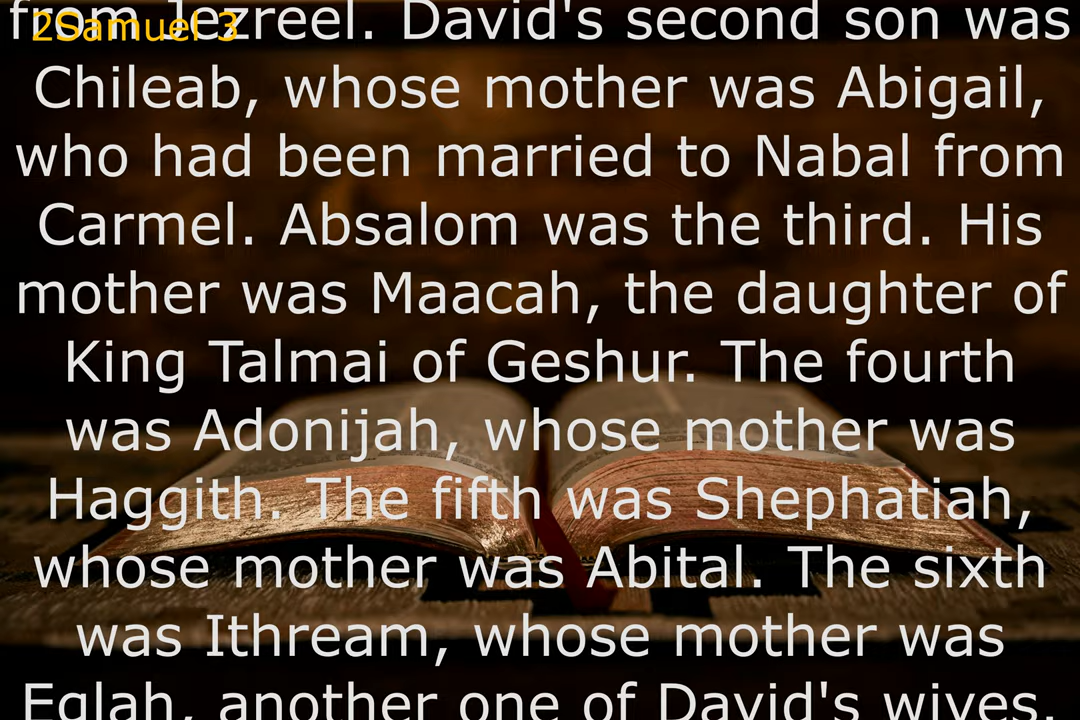 2Samuel 3
from Jezreel. David's second son was
Chileab, whose mother was Abigail,
who had been married to Nabal from
Carmel. Absalom was the third. His
mother was Maacah, the daughter of
King Talmai of Geshur. The fourth
was Adonijah, whose mother was
Haggith. The fifth was Shephatiah,
whose mother was Abital. The sixth
was Ithream, whose mother was
Eglah, another one of David's wives.